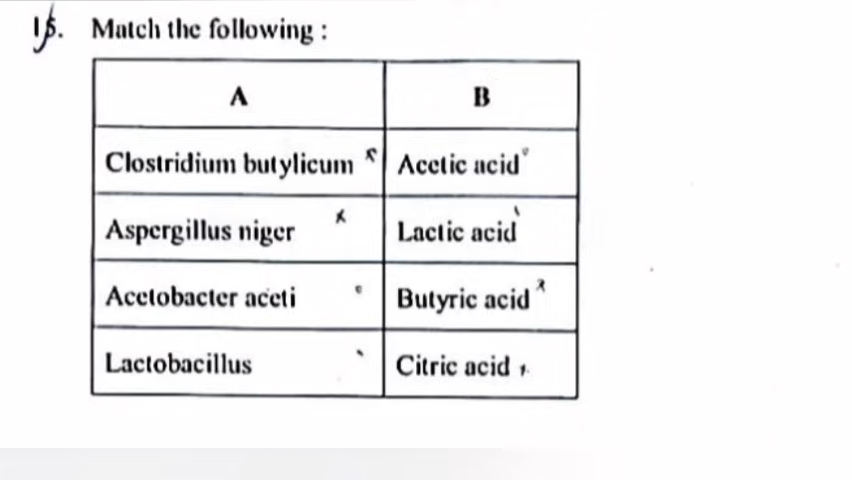 15. Match the following :
A B
Clostridium butylicum Acetic acid
Aspergillus niger Lactic acid
Acetobacter aceti Butyric acid
Lactobacillus Citric acid